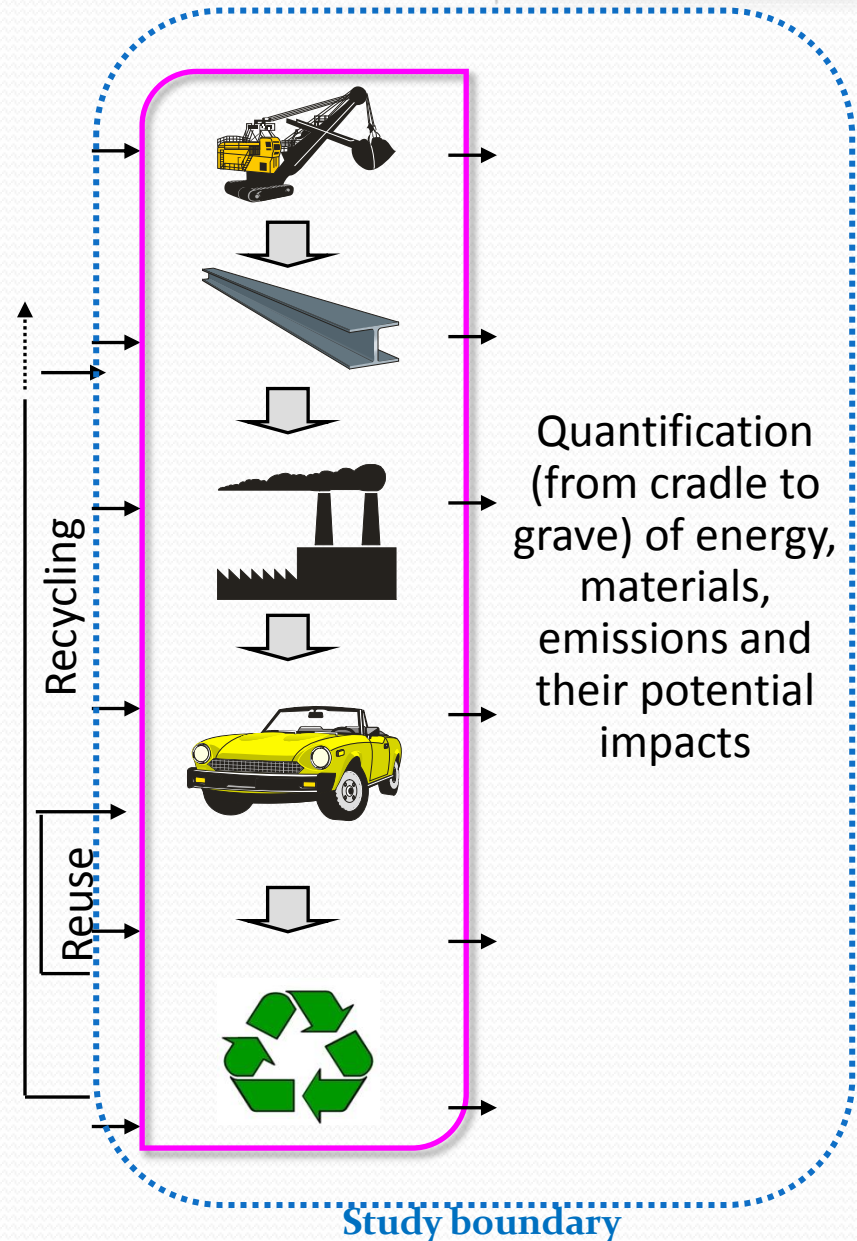 Recycling
Reuse
Quantification
(from cradle to
grave) of energy,
materials,
emissions and
their potential
impacts
Study boundary